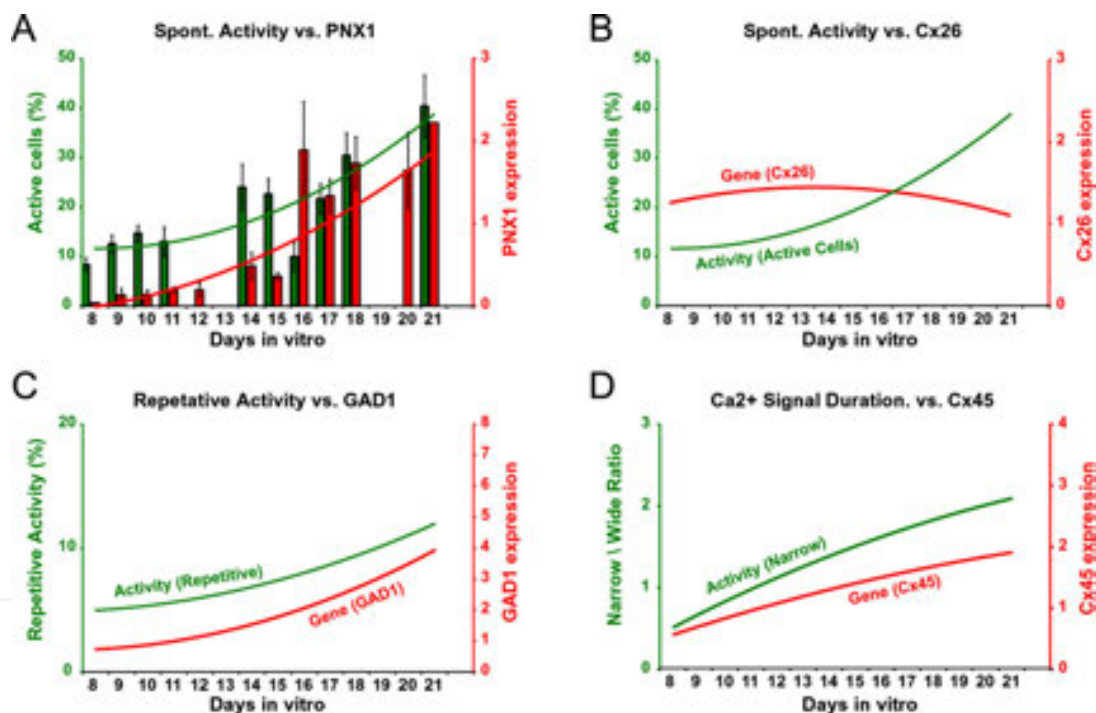 A
Spont. Activity vs. PNX1
50
40
30
20
10
0
Active cells (%)
3
2
1
0
PNX1 expression
8 9 10 11 12 13 14 15 16 17 18 20 21
Days in vitro
B
Spont. Activity vs. Cx26
50
40
30
20
10
0
Active cells (%)
Gene (Cx26)
Activity (Active Cells)
3
2
1
0
Cx26 expression
8 9 10 11 12 13 14 15 16 17 18 20 21
Days in vitro
C
Repetative Activity vs. GAD1
20
10
0
Repetitive Activity (%)
Activity (Repetitive)
Gene (GAD1)
8
7
6
5
4
3
2
1
0
GAD1 expression
8 9 10 11 12 13 14 15 16 17 18 20 21
Days in vitro
D
Ca2+ Signal Duration. vs. Cx45
3
2
1
0
Narrow \ Wide Ratio
Activity (Narrow)
Gene (Cx45)
4
3
2
1
0
Cx45 expression
8 9 10 11 12 13 14 15 16 17 18 20 21
Days in vitro